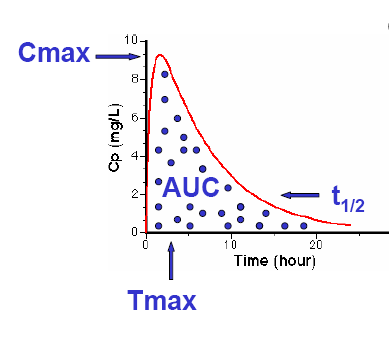 Cmax
10
8
6
4
2
0
Cp (mg/L)
AUC
t1/2
0
10
20
Time (hour)
Tmax